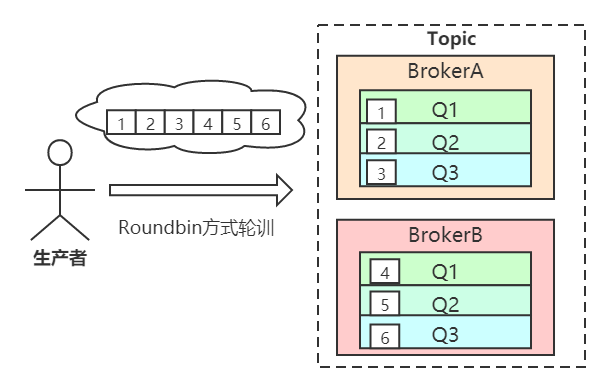 Topic
BrokerA
1 Q1
2 Q2
3 Q3
1 2 3 4 5 6
Roundbin方式轮训
生产者
BrokerB
4 Q1
5 Q2
6 Q3